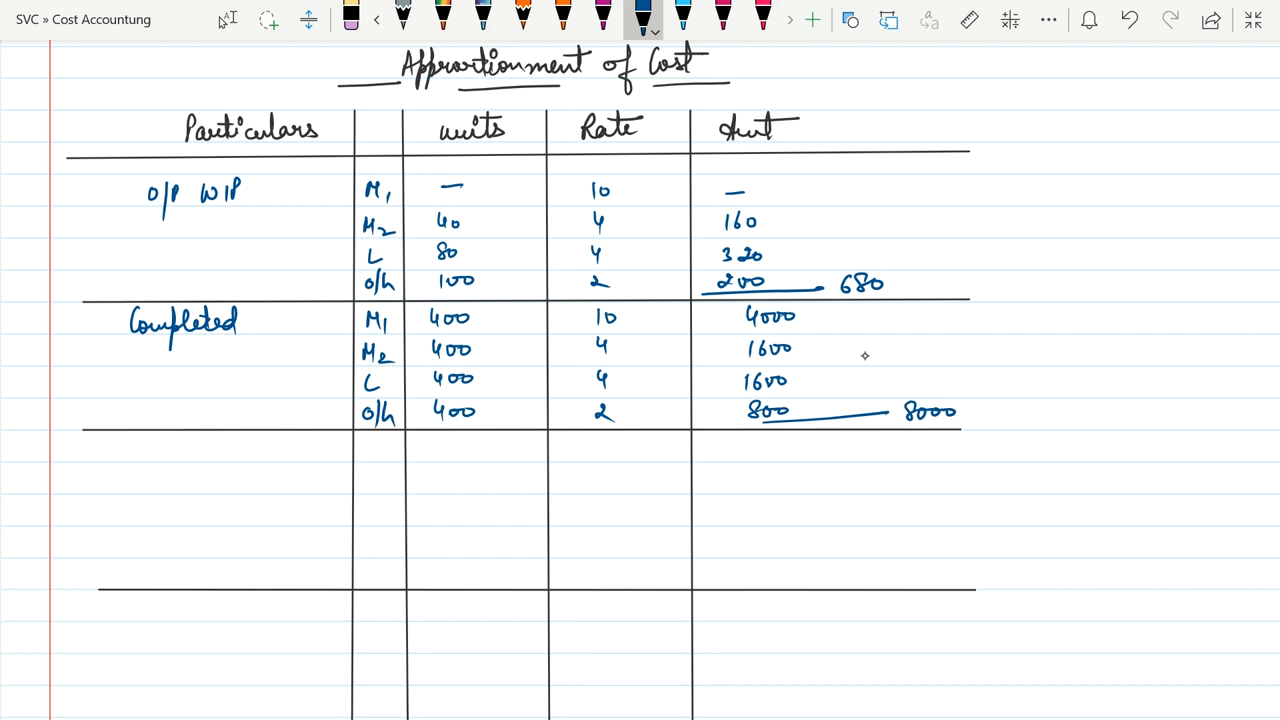 SVC » Cost Accountung
Apportionment of Cost
Particulars units Rate Amt
O/P WIP M1 — 10 —
M2 40 4 160
L 80 4 320
O/h 100 2 200 680
Completed M1 400 10 4000
M2 400 4 1600
L 400 4 1600
O/h 400 2 800 8000